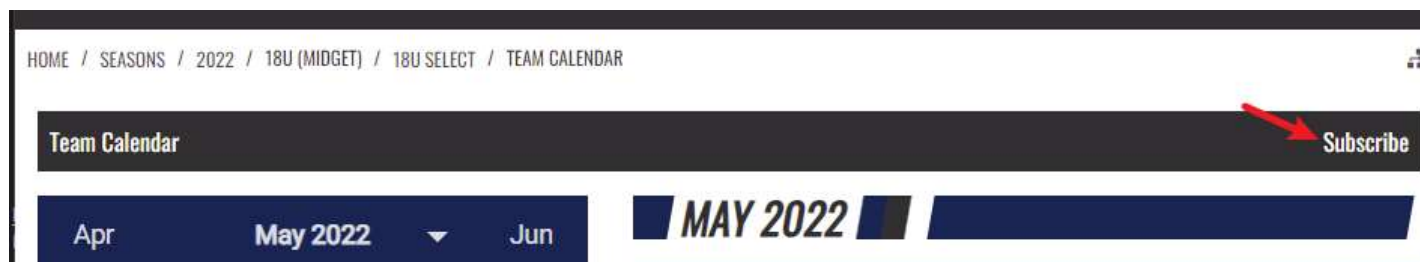 HOME / SEASONS / 2022 / 18U (MIDGET) / 18U SELECT / TEAM CALENDAR
Team Calendar Subscribe
Apr May 2022 Jun
MAY 2022